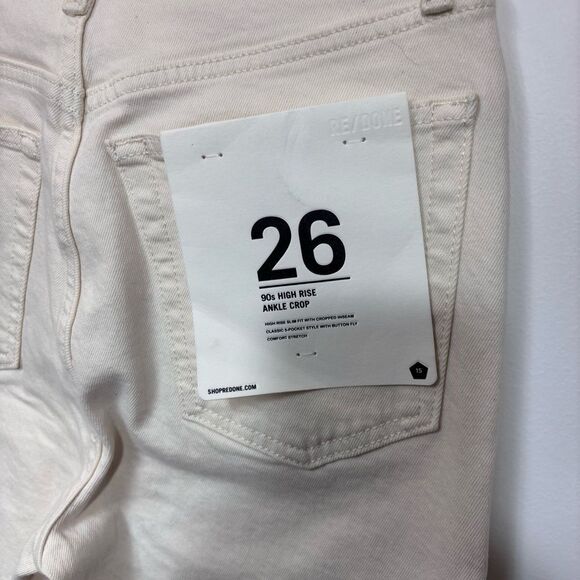 RE/DONE
26
90s HIGH RISE
ANKLE CROP
HIGH RISE SLIM FIT WITH CROPPED INSEAM
CLASSIC 5-POCKET STYLE WITH BUTTON FLY
COMFORT STRETCH
SHOPREDONE.COM
15